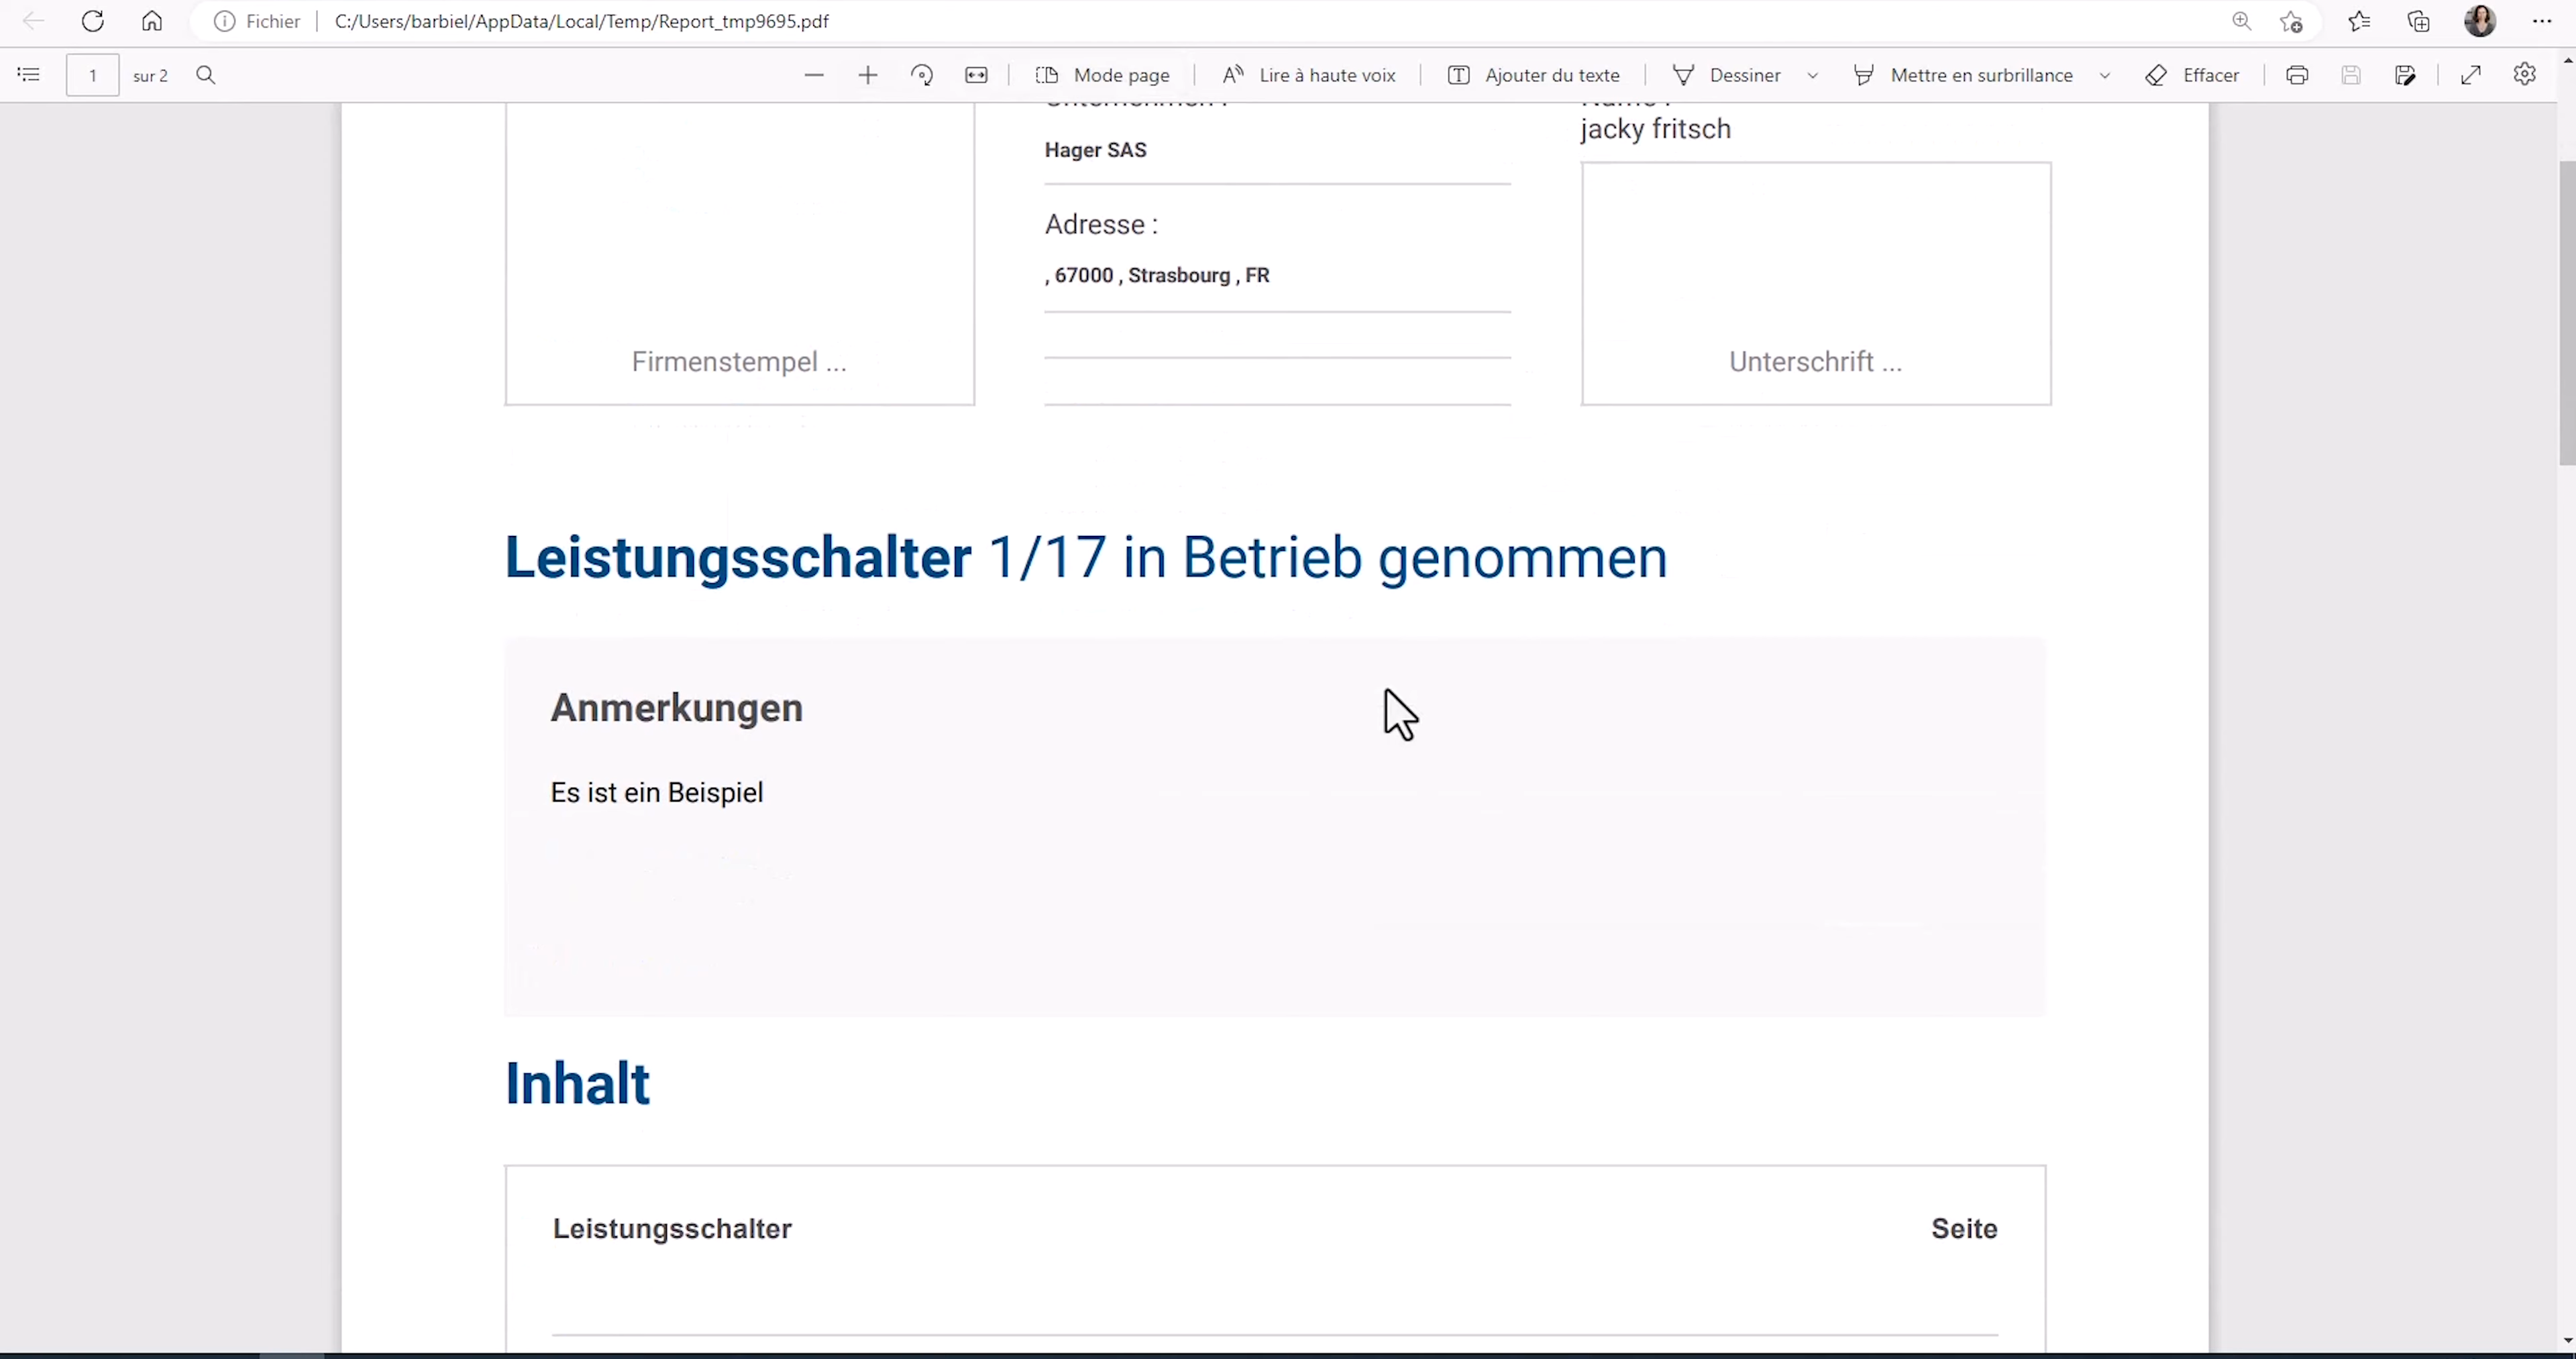 Fichier
C:/Users/barbiel/AppData/Local/Temp/Report_tmp9695.pdf
1 sur 2
Mode page
Lire à haute voix
Ajouter du texte
Dessiner
Mettre en surbrillance
Effacer
Unternehmen :
Name :
jacky fritsch
Hager SAS
Adresse :
, 67000 , Strasbourg , FR
Firmenstempel ...
Unterschrift ...
Leistungsschalter 1/17 in Betrieb genommen
Anmerkungen
Es ist ein Beispiel
Inhalt
Leistungsschalter
Seite